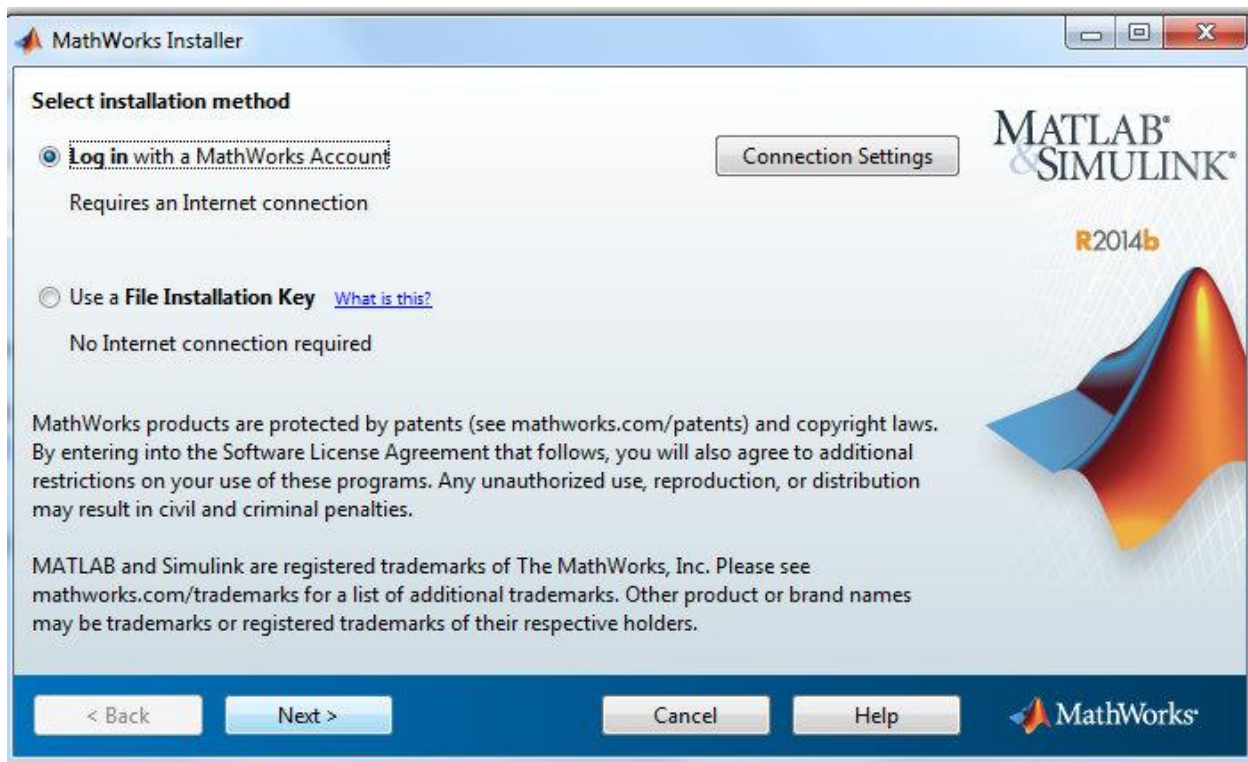 MathWorks Installer
Select installation method
Log in with a MathWorks Account
Connection Settings
Requires an Internet connection
Use a File Installation Key What is this?
No Internet connection required
MathWorks products are protected by patents (see mathworks.com/patents) and copyright laws.
By entering into the Software License Agreement that follows, you will also agree to additional
restrictions on your use of these programs. Any unauthorized use, reproduction, or distribution
may result in civil and criminal penalties.
MATLAB and Simulink are registered trademarks of The MathWorks, Inc. Please see
mathworks.com/trademarks for a list of additional trademarks. Other product or brand names
may be trademarks or registered trademarks of their respective holders.
MATLAB®
&SIMULINK®
R2014b
< Back
Next >
Cancel
Help
MathWorks®